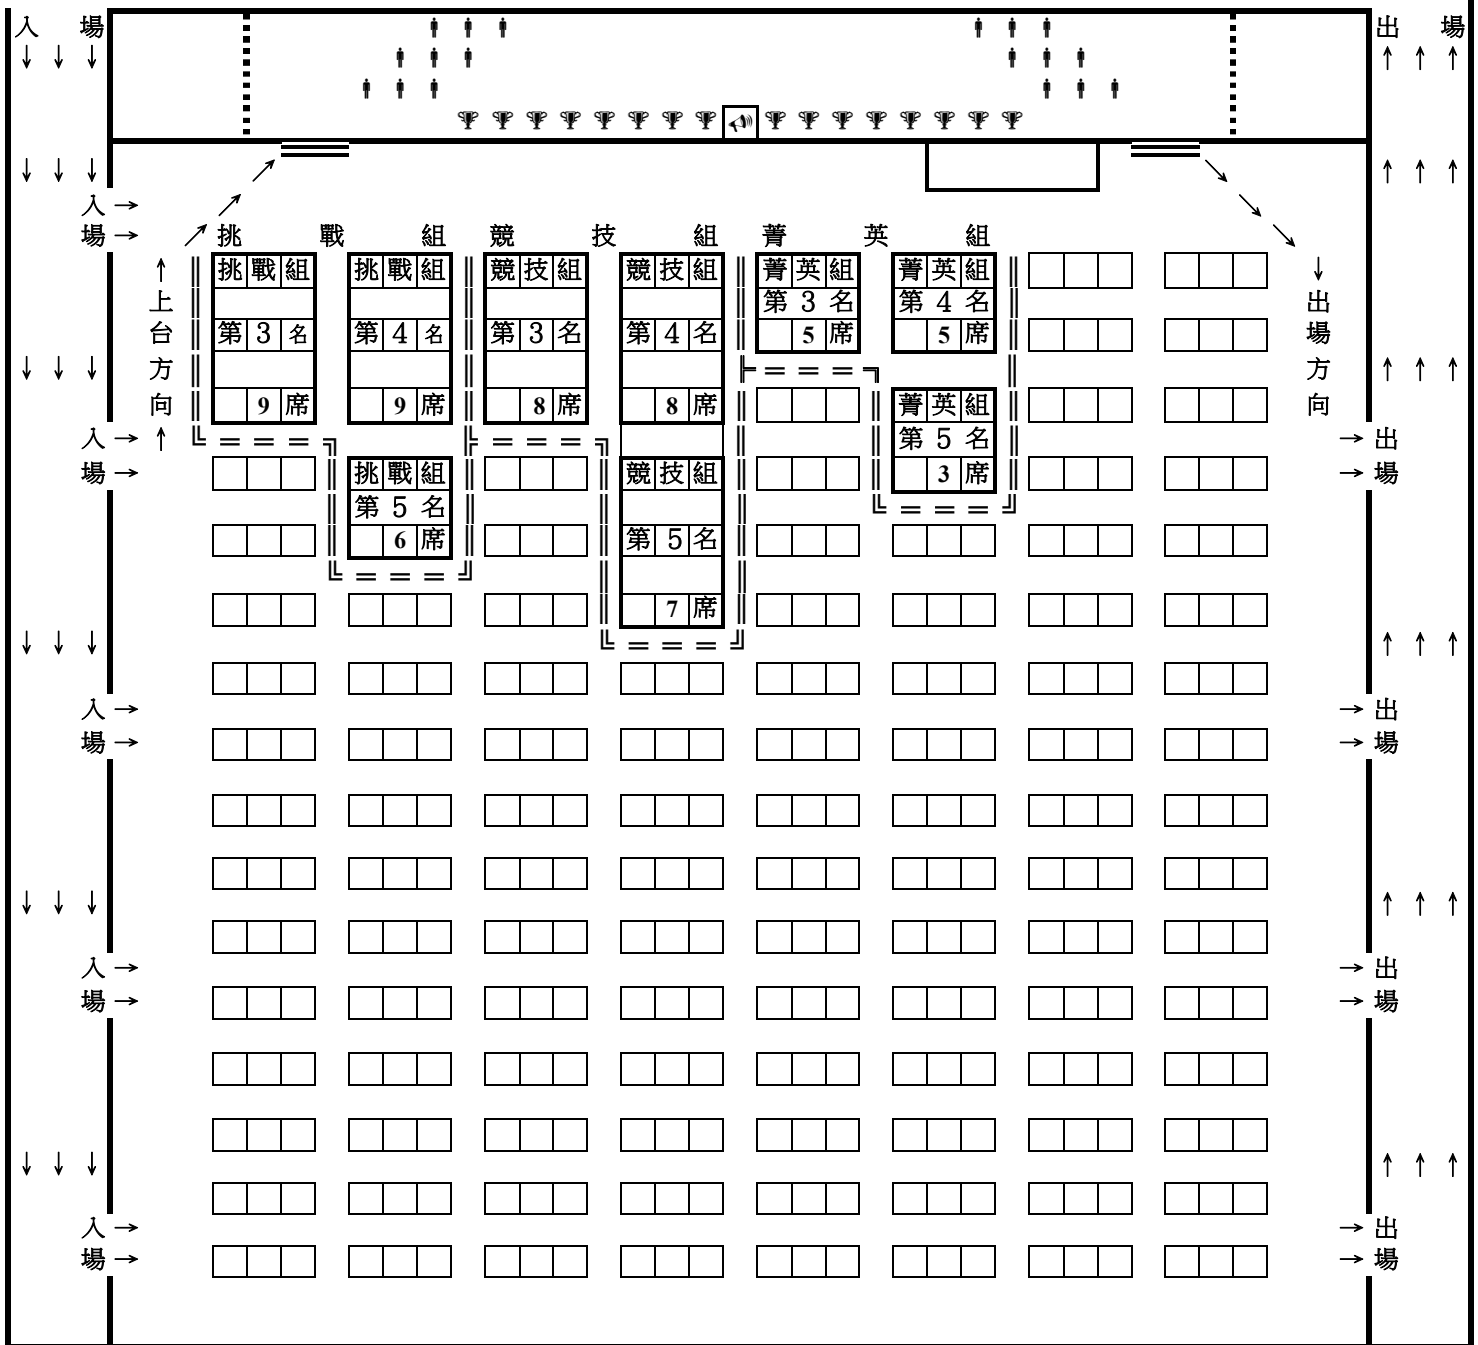 入 場
出 場
↓ ↓ ↓
↑ ↑ ↑
↓ ↓ ↓
↑ ↑ ↑
入 →
場 →
挑 戰 組 競 技 組 菁 英 組
挑 戰 組
第 3 名
9 席
挑 戰 組
第 4 名
9 席
競 技 組
第 3 名
8 席
競 技 組
第 4 名
8 席
菁 英 組
第 3 名
5 席
菁 英 組
第 4 名
5 席
↑
上
台
方
向
↑
↓
出
場
方
向
↓ ↓ ↓
↑ ↑ ↑
菁 英 組
第 5 名
3 席
入 →
場 →
→ 出
→ 場
挑 戰 組
第 5 名
6 席
競 技 組
第 5 名
7 席
↓ ↓ ↓
↑ ↑ ↑
入 →
場 →
→ 出
→ 場
↓ ↓ ↓
↑ ↑ ↑
入 →
場 →
→ 出
→ 場
↓ ↓ ↓
↑ ↑ ↑
入 →
場 →
→ 出
→ 場